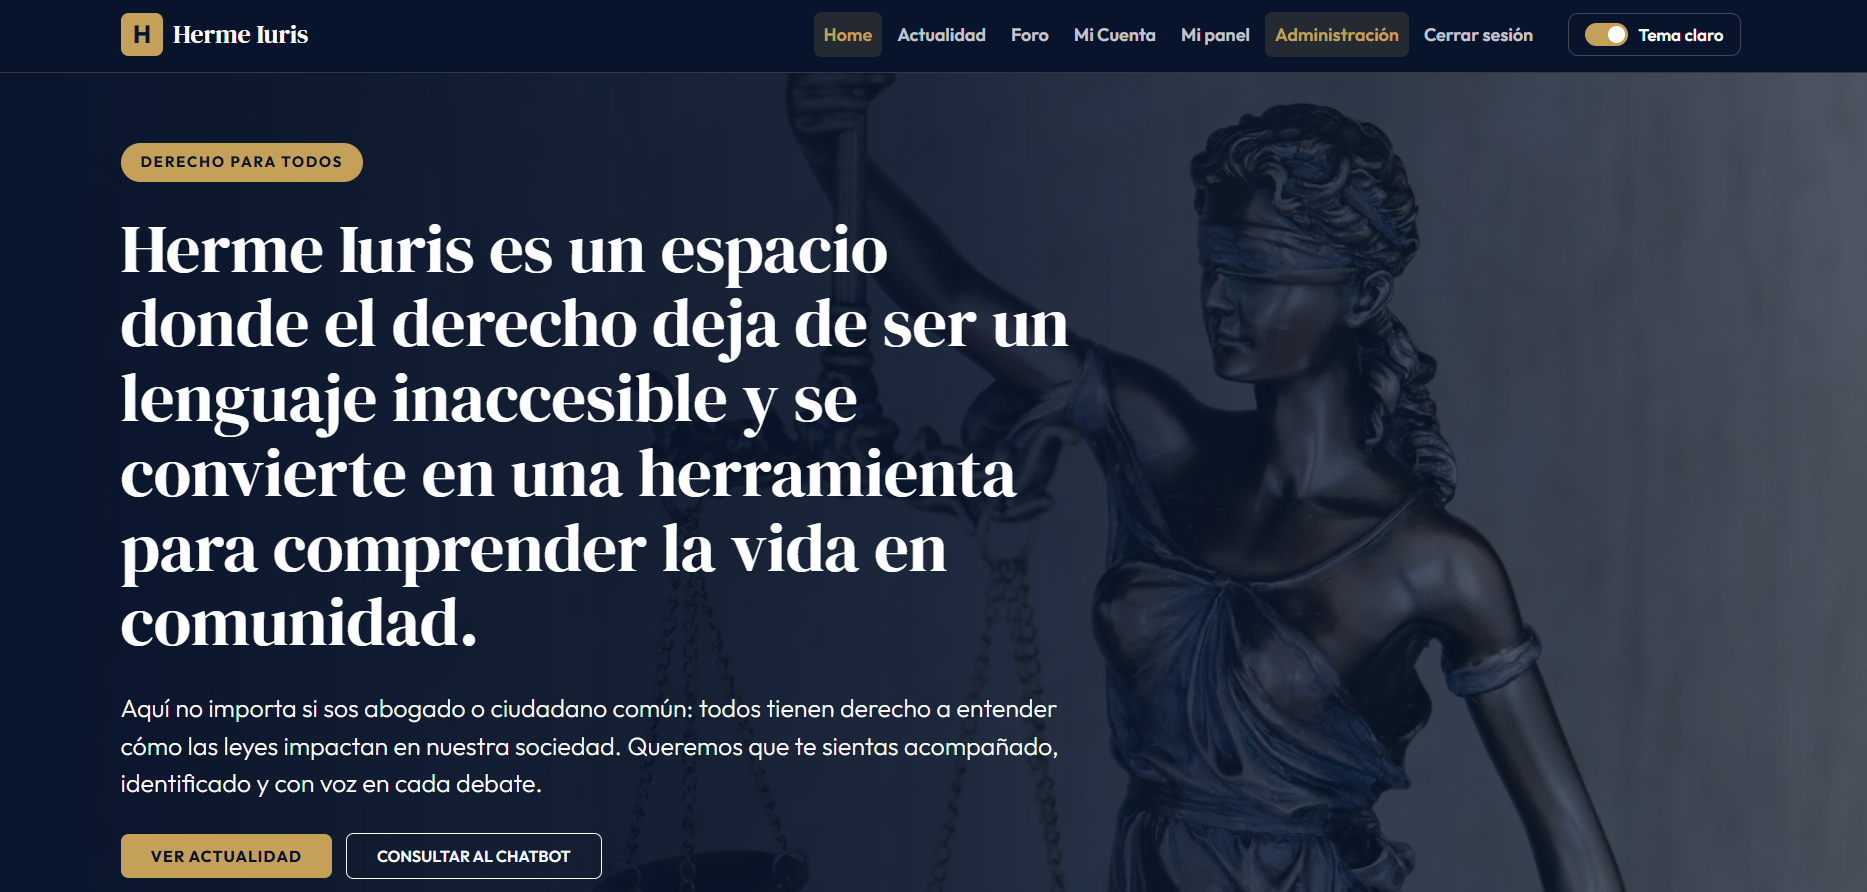 H Herme Iuris
Home Actualidad Foro Mi Cuenta Mi panel Administración Cerrar sesión Tema claro
DERECHO PARA TODOS
Herme Iuris es un espacio
donde el derecho deja de ser un
lenguaje inaccesible y se
convierte en una herramienta
para comprender la vida en
comunidad.
Aquí no importa si sos abogado o ciudadano común: todos tienen derecho a entender
cómo las leyes impactan en nuestra sociedad. Queremos que te sientas acompañado,
identificado y con voz en cada debate.
VER ACTUALIDAD CONSULTAR AL CHATBOT